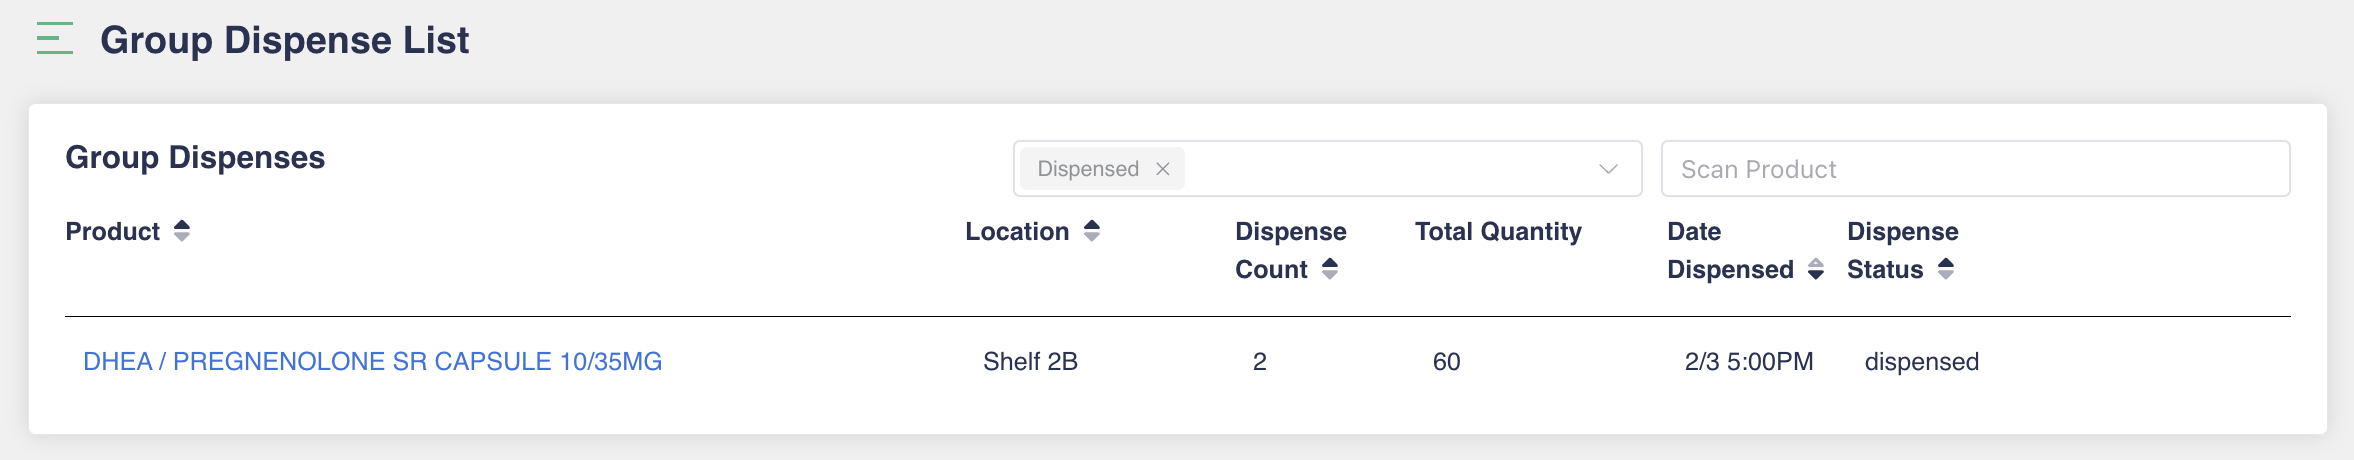 Group Dispense List
Group Dispenses
Dispensed
Scan Product
Product
Location
Dispense Count
Total Quantity
Date Dispensed
Dispense Status
DHEA / PREGNENOLONE SR CAPSULE 10/35MG
Shelf 2B
2
60
2/3 5:00PM
dispensed